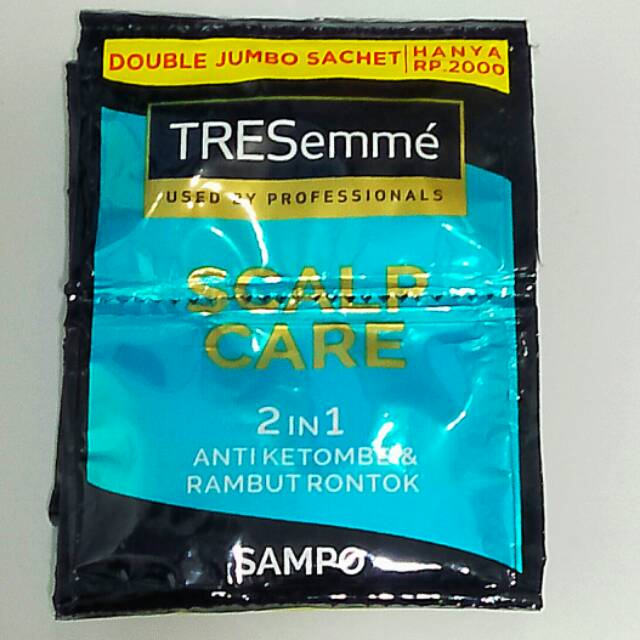 DOUBLE JUMBO SACHET HANYA
RP.2000
TRESemmé
USED BY PROFESSIONALS
SCALP
CARE
2 IN 1
ANTI KETOMBE &
RAMBUT RONTOK
SAMPO